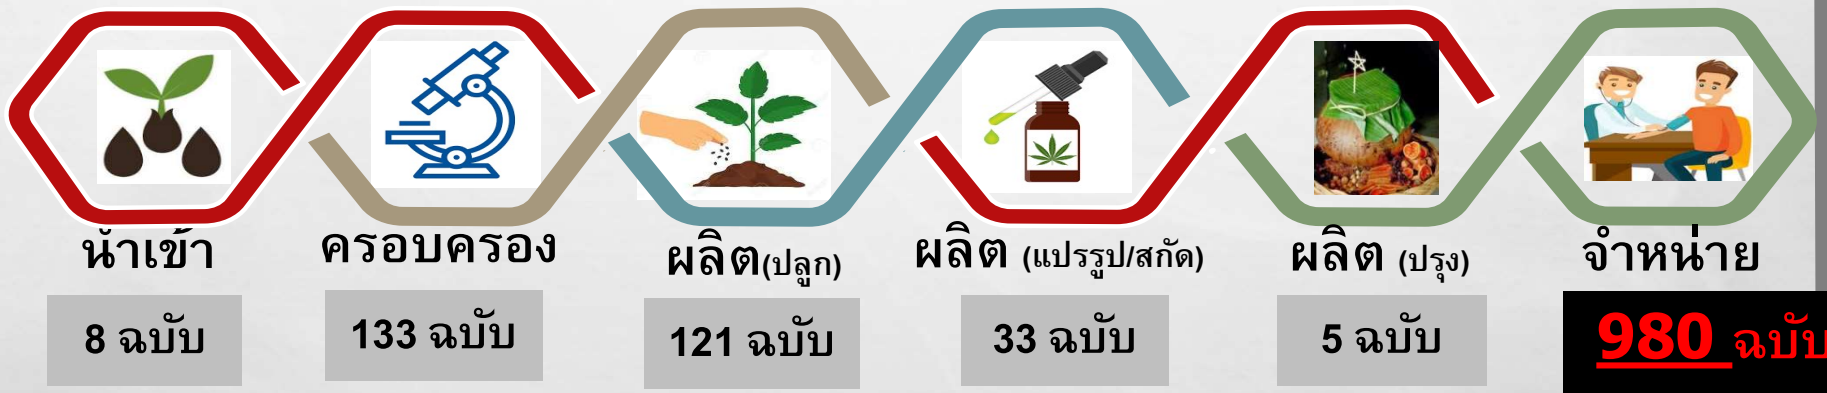 นำเข้า
8 ฉบับ
ครอบครอง
133 ฉบับ
ผลิต(ปลูก)
121 ฉบับ
ผลิต (แปรรูป/สกัด)
33 ฉบับ
ผลิต (ปรุง)
5 ฉบับ
จำหน่าย
980 ฉบับ